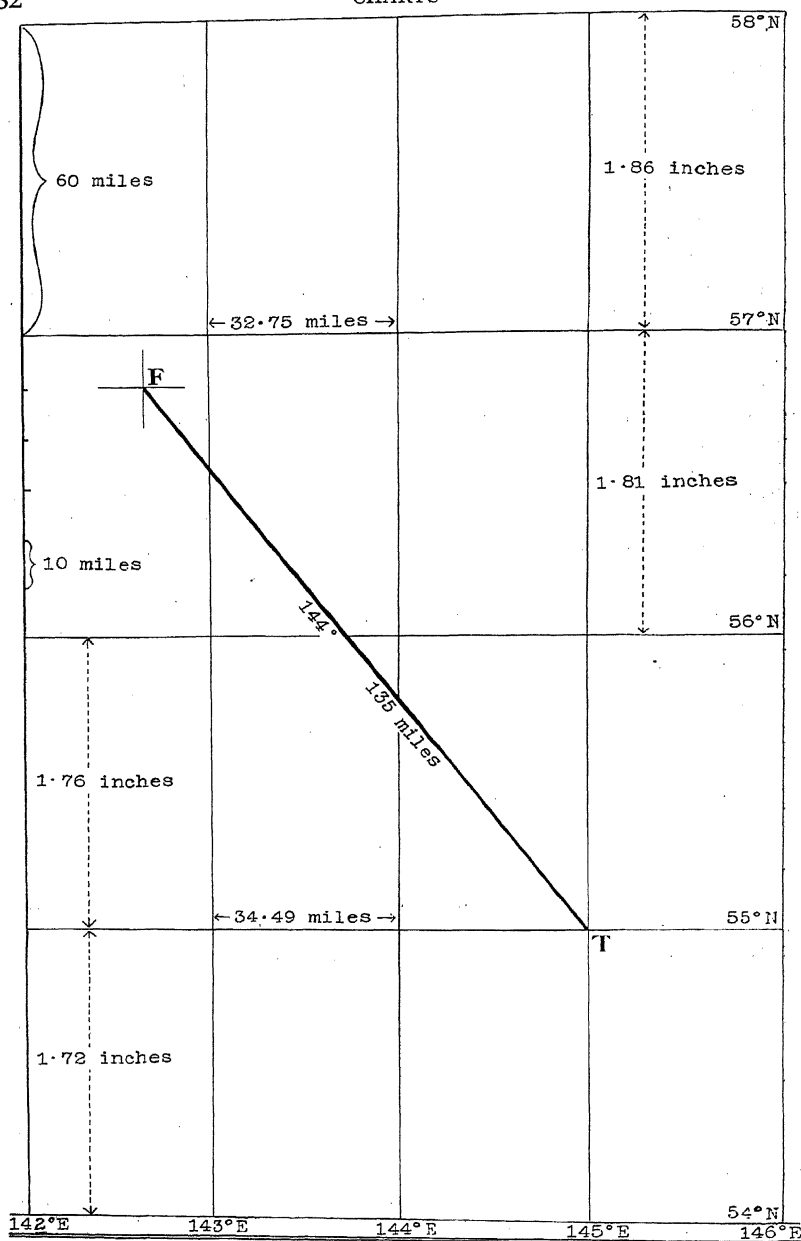 58°N
60 miles
1·86 inches
←32·75 miles→
57°N
F
1·81 inches
10 miles
144°
56°N
135 miles
1·76 inches
←34·49 miles→
55°N
T
1·72 inches
54°N
142°E 143°E 144°E 145°E 146°E